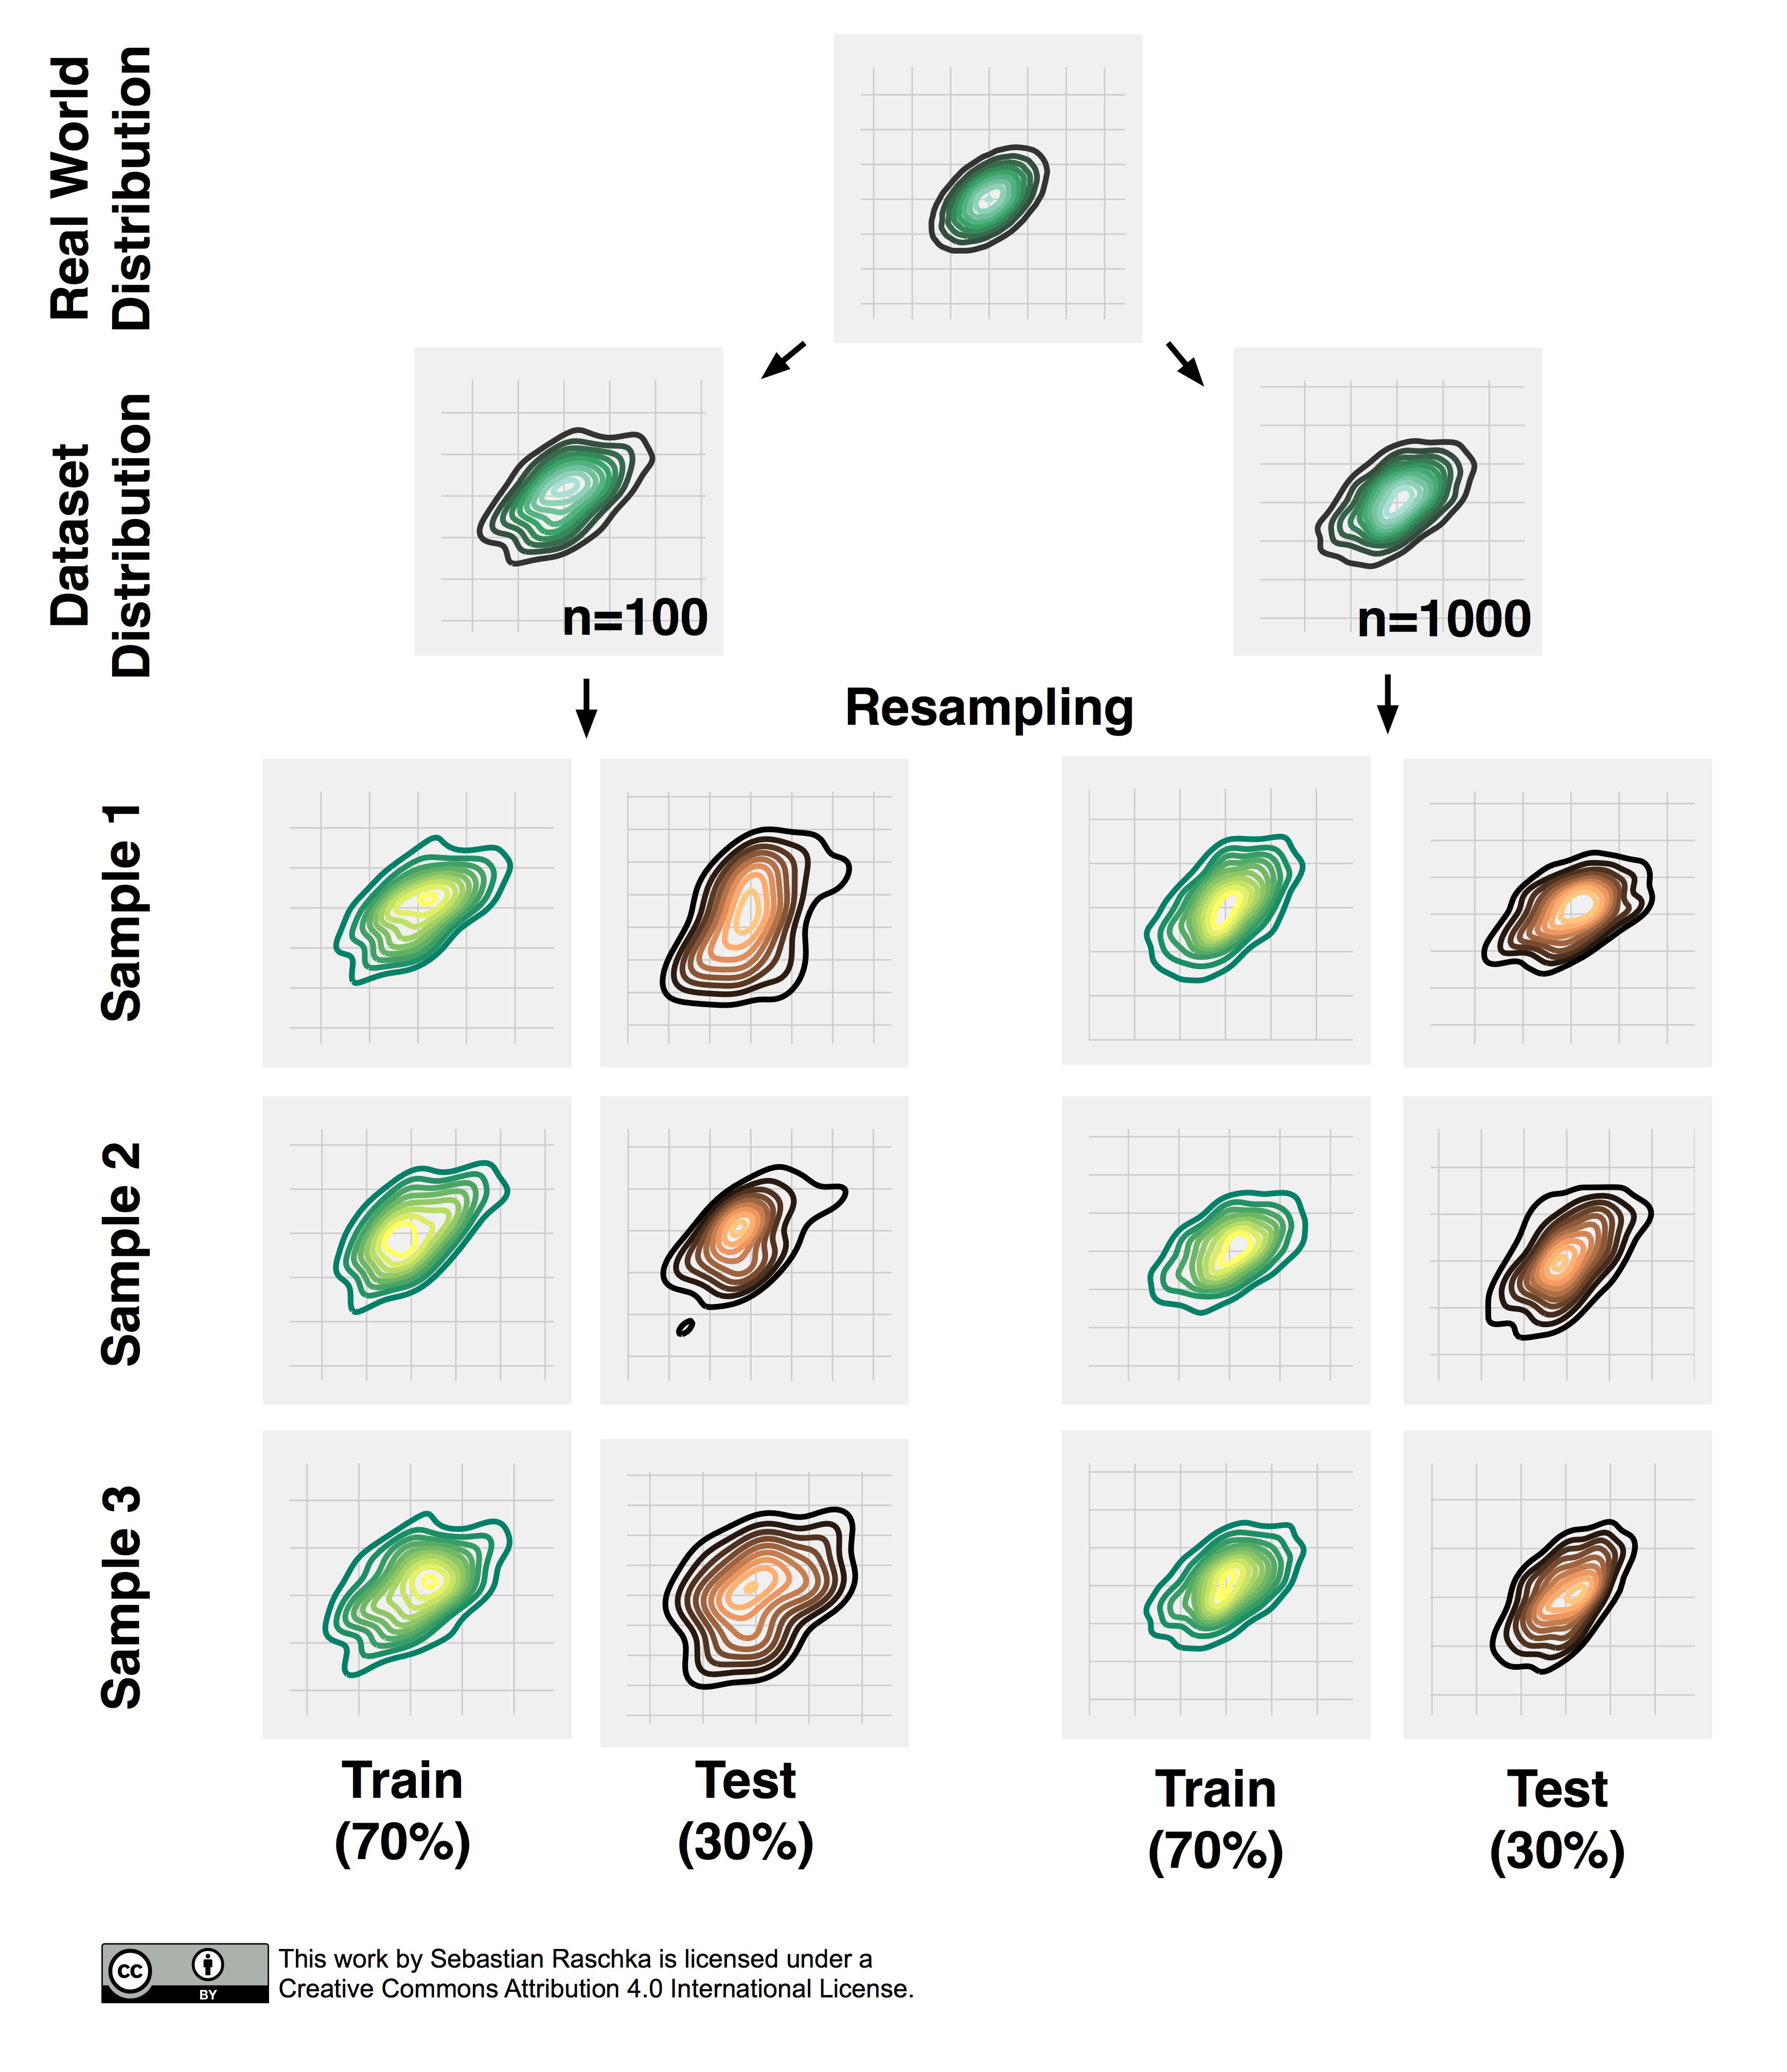 Real World
Distribution
Dataset
Distribution
n=100
n=1000
Resampling
Sample 1
Sample 2
Sample 3
Train
(70%)
Test
(30%)
Train
(70%)
Test
(30%)
cc
BY
This work by Sebastian Raschka is licensed under a
Creative Commons Attribution 4.0 International License.